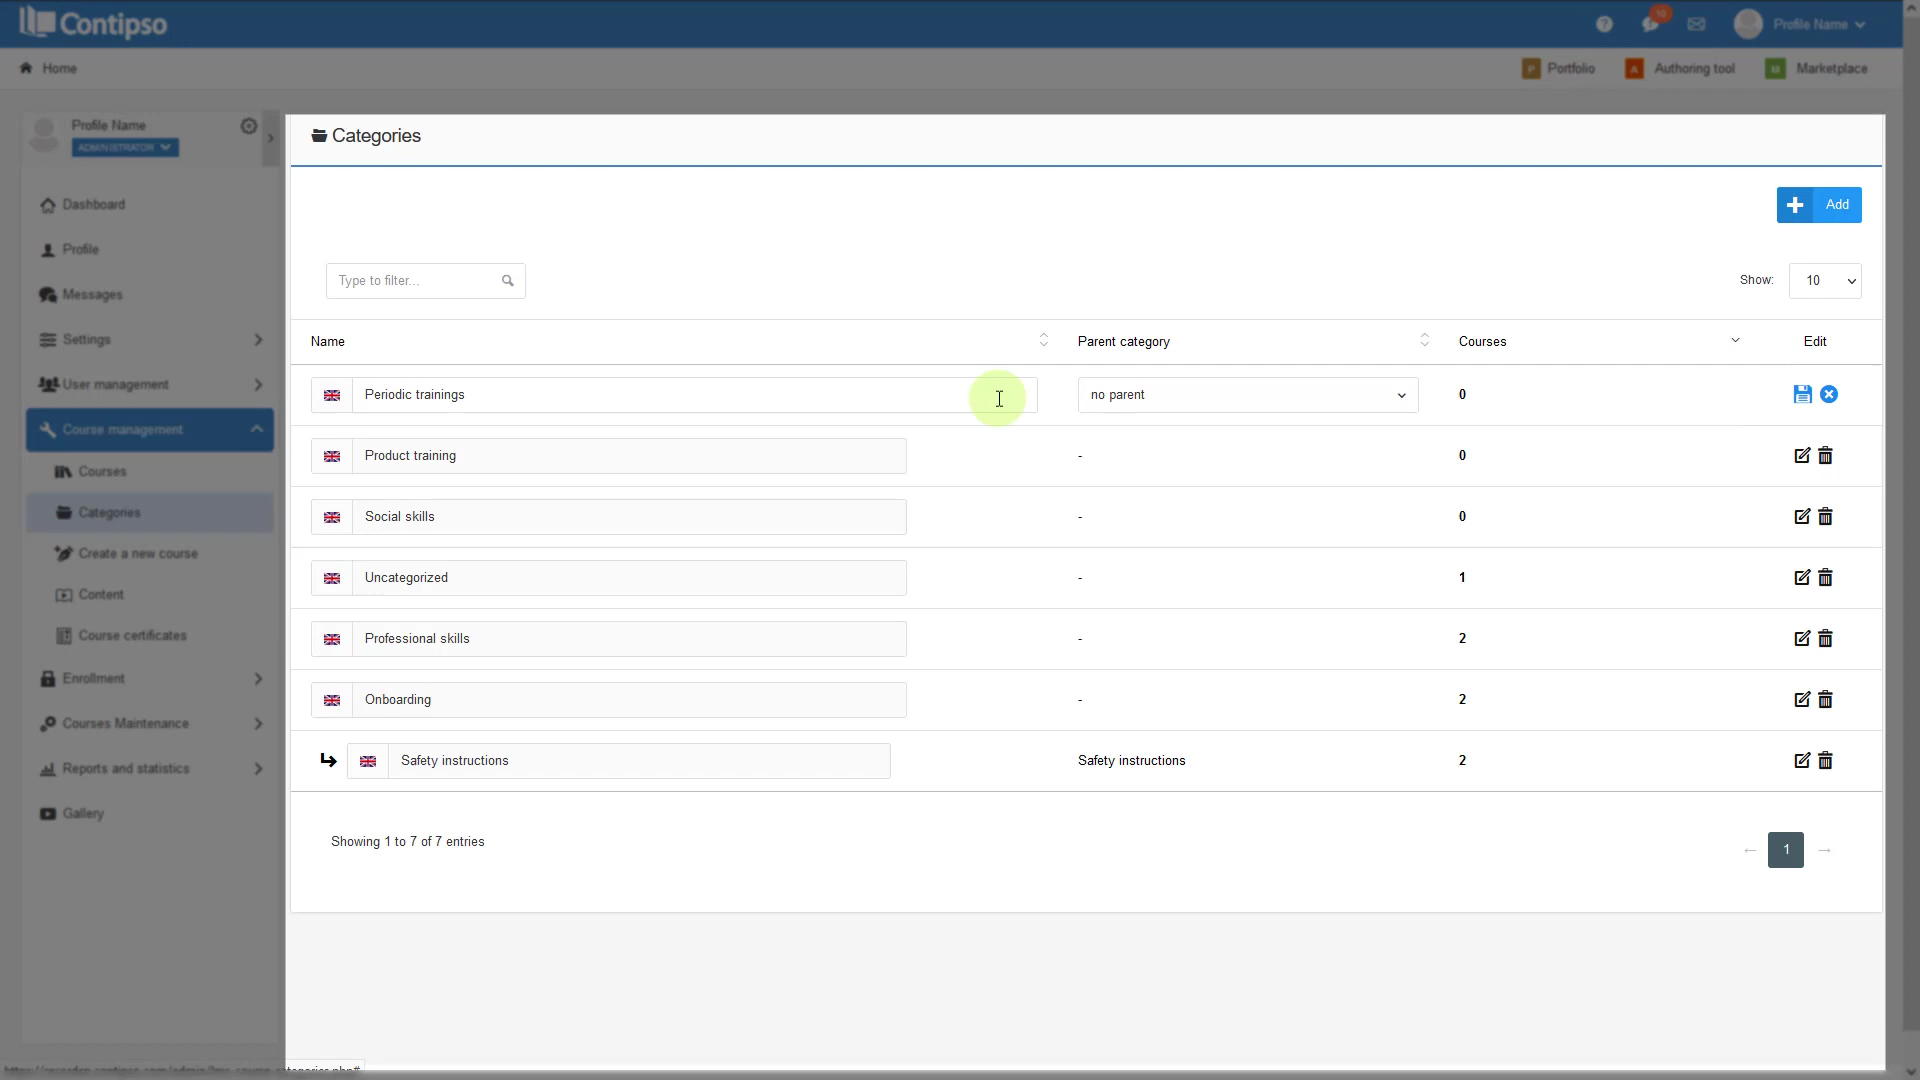 Contipso
10
Profile Name
Home
P Portfolio
A Authoring tool
M Marketplace
Profile Name
ADMINISTRATOR
Categories
Add
Dashboard
Profile
Messages
Settings
User management
Course management
Courses
Categories
Create a new course
Content
Course certificates
Enrollment
Courses Maintenance
Reports and statistics
Gallery
Type to filter...
Show: 10
Name Parent category Courses Edit
Periodic trainings no parent 0
Product training - 0
Social skills - 0
Uncategorized - 1
Professional skills - 2
Onboarding - 2
Safety instructions Safety instructions 2
Showing 1 to 7 of 7 entries
← 1 →